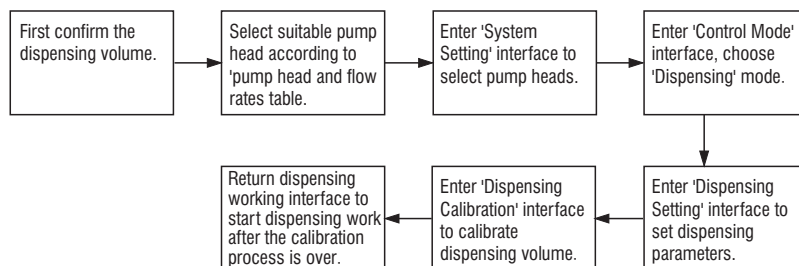 First confirm the
dispensing volume.
Select suitable pump
head according to
'pump head and flow
rates table.
Enter 'System
Setting' interface to
select pump heads.
Enter 'Control Mode'
interface, choose
'Dispensing' mode.
Enter 'Dispensing
Setting' interface to
set dispensing
parameters.
Enter 'Dispensing
Calibration' interface
to calibrate
dispensing volume.
Return dispensing
working interface to
start dispensing work
after the calibration
process is over.